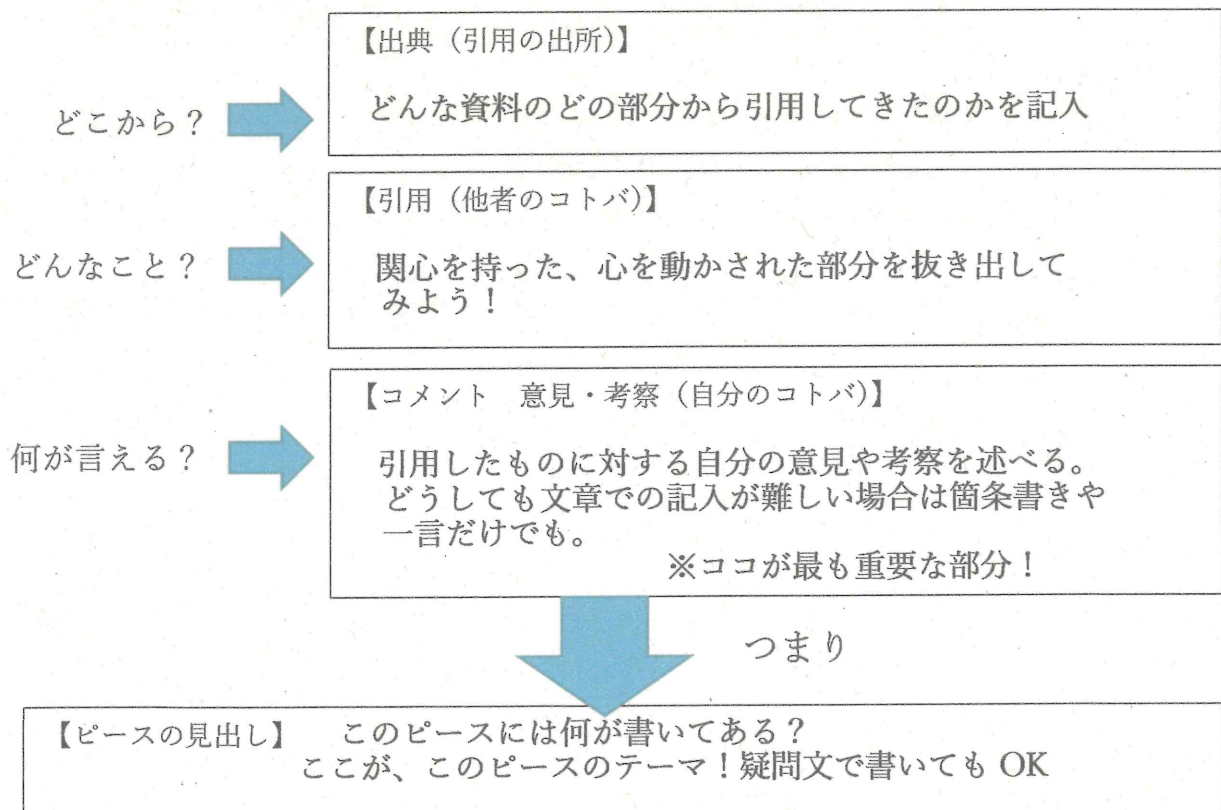 【出典（引用の出所）】
どこから？
どんな資料のどの部分から引用してきたのかを記入
【引用（他者のコトバ）】
どんなこと？
関心を持った、心を動かされた部分を抜き出して
みよう！
【コメント　意見・考察（自分のコトバ）】
何が言える？
引用したものに対する自分の意見や考察を述べる。
どうしても文章での記入が難しい場合は箇条書きや
一言だけでも。
※ココが最も重要な部分！
つまり
【ピースの見出し】　このピースには何が書いてある？
ここが、このピースのテーマ！疑問文で書いても OK